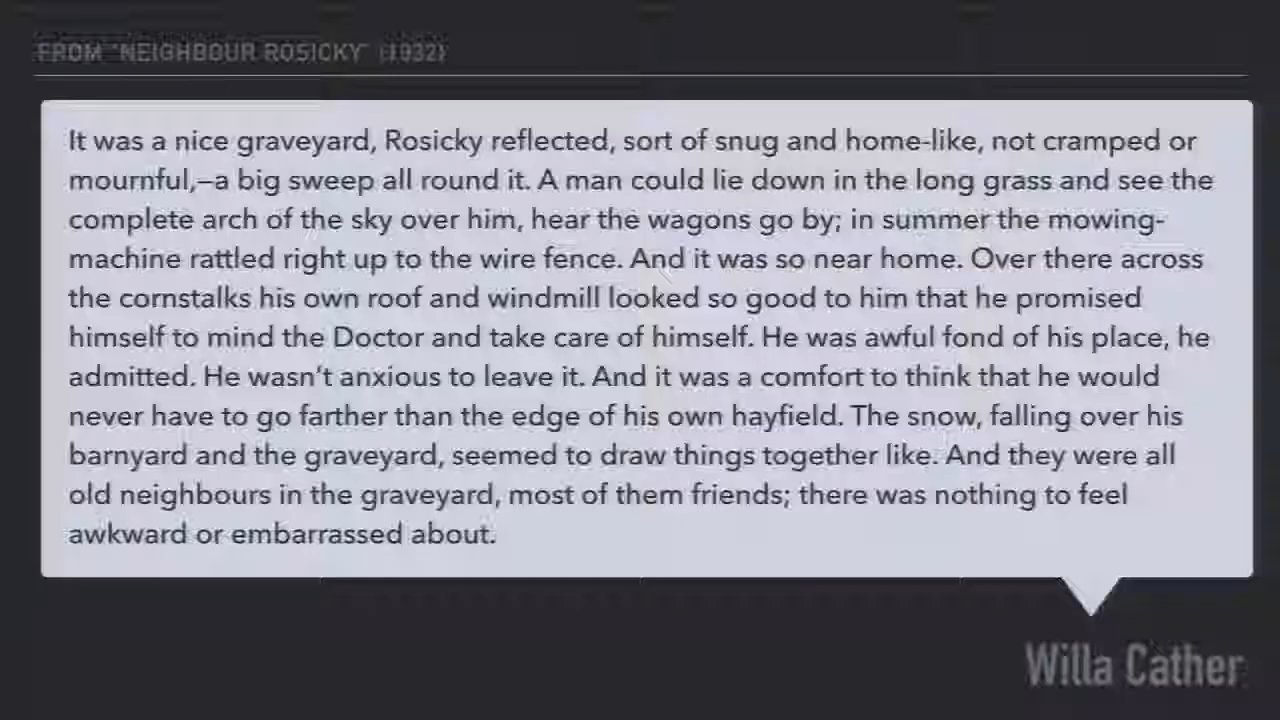 FROM "NEIGHBOUR ROSICKY" (1932)
It was a nice graveyard, Rosicky reflected, sort of snug and home-like, not cramped or
mournful,—a big sweep all round it. A man could lie down in the long grass and see the
complete arch of the sky over him, hear the wagons go by; in summer the mowing-
machine rattled right up to the wire fence. And it was so near home. Over there across
the cornstalks his own roof and windmill looked so good to him that he promised
himself to mind the Doctor and take care of himself. He was awful fond of his place, he
admitted. He wasn't anxious to leave it. And it was a comfort to think that he would
never have to go farther than the edge of his own hayfield. The snow, falling over his
barnyard and the graveyard, seemed to draw things together like. And they were all
old neighbours in the graveyard, most of them friends; there was nothing to feel
awkward or embarrassed about.
Willa Cather